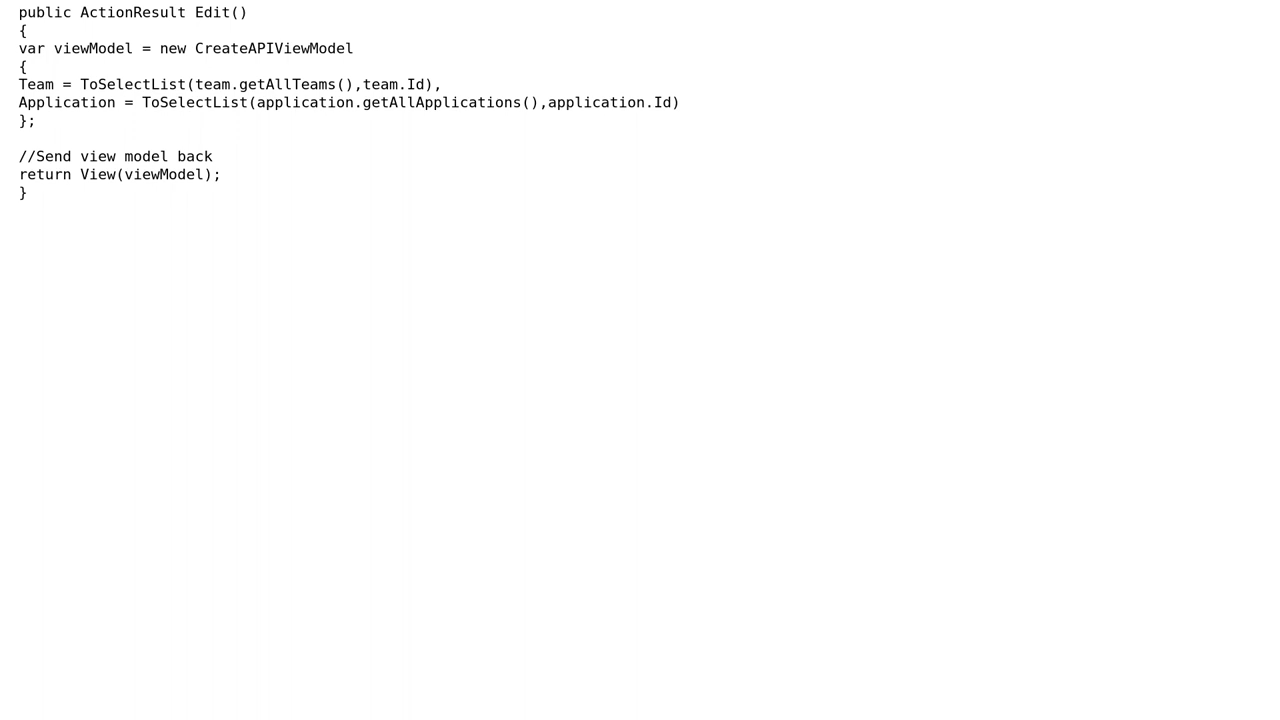 public ActionResult Edit()
{
var viewModel = new CreateAPIViewModel
{
Team = ToSelectList(team.getAllTeams(),team.Id),
Application = ToSelectList(application.getAllApplications(),application.Id)
};

//Send view model back
return View(viewModel);
}